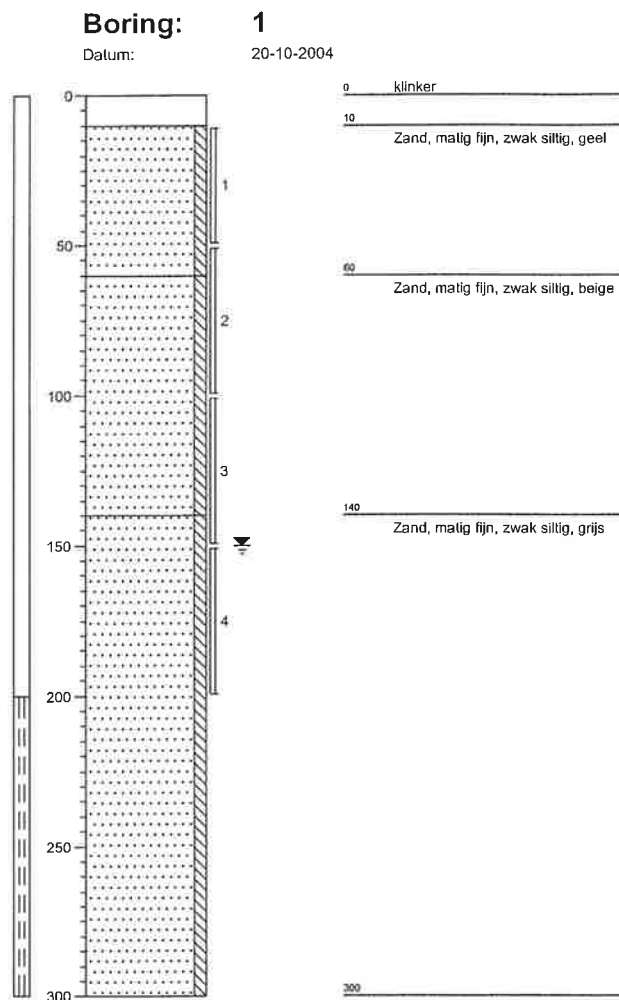 Boring: 1
Datum: 20-10-2004
0
50
100
150
200
250
300
1
2
3
4
0 klinker
10
Zand, matig fijn, zwak siltig, geel
60
Zand, matig fijn, zwak siltig, beige
140
Zand, matig fijn, zwak siltig, grijs
300